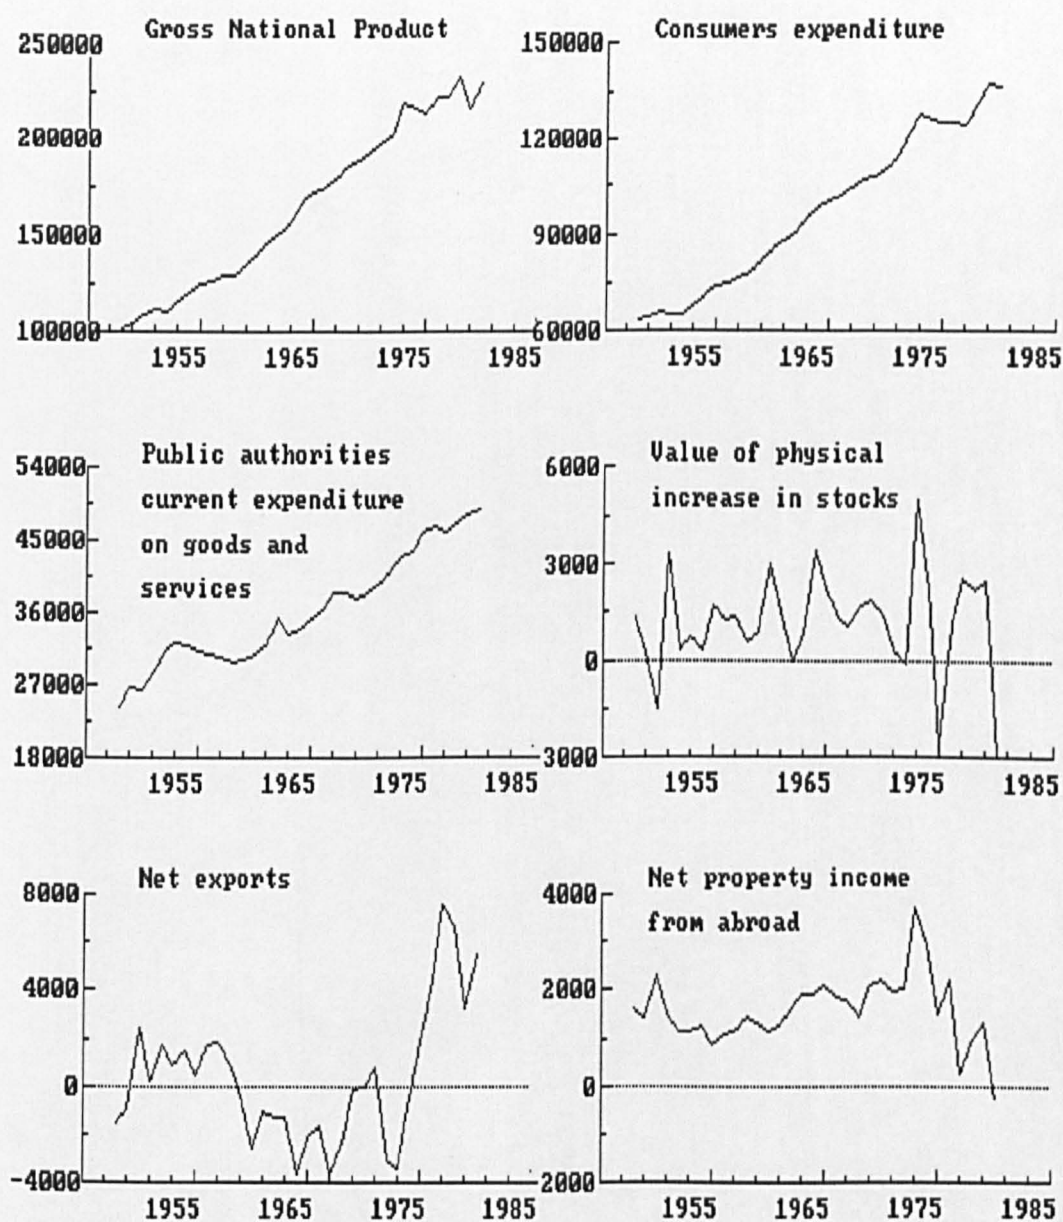 Gross National Product
250000
200000
150000
100000
1955 1965 1975 1985
Consumers expenditure
150000
120000
90000
60000
1955 1965 1975 1985
Public authorities
current expenditure
on goods and
services
54000
45000
36000
27000
18000
1955 1965 1975 1985
Value of physical
increase in stocks
6000
3000
0
3000
1955 1965 1975 1985
Net exports
8000
4000
0
-4000
1955 1965 1975 1985
Net property income
from abroad
4000
2000
0
2000
1955 1965 1975 1985